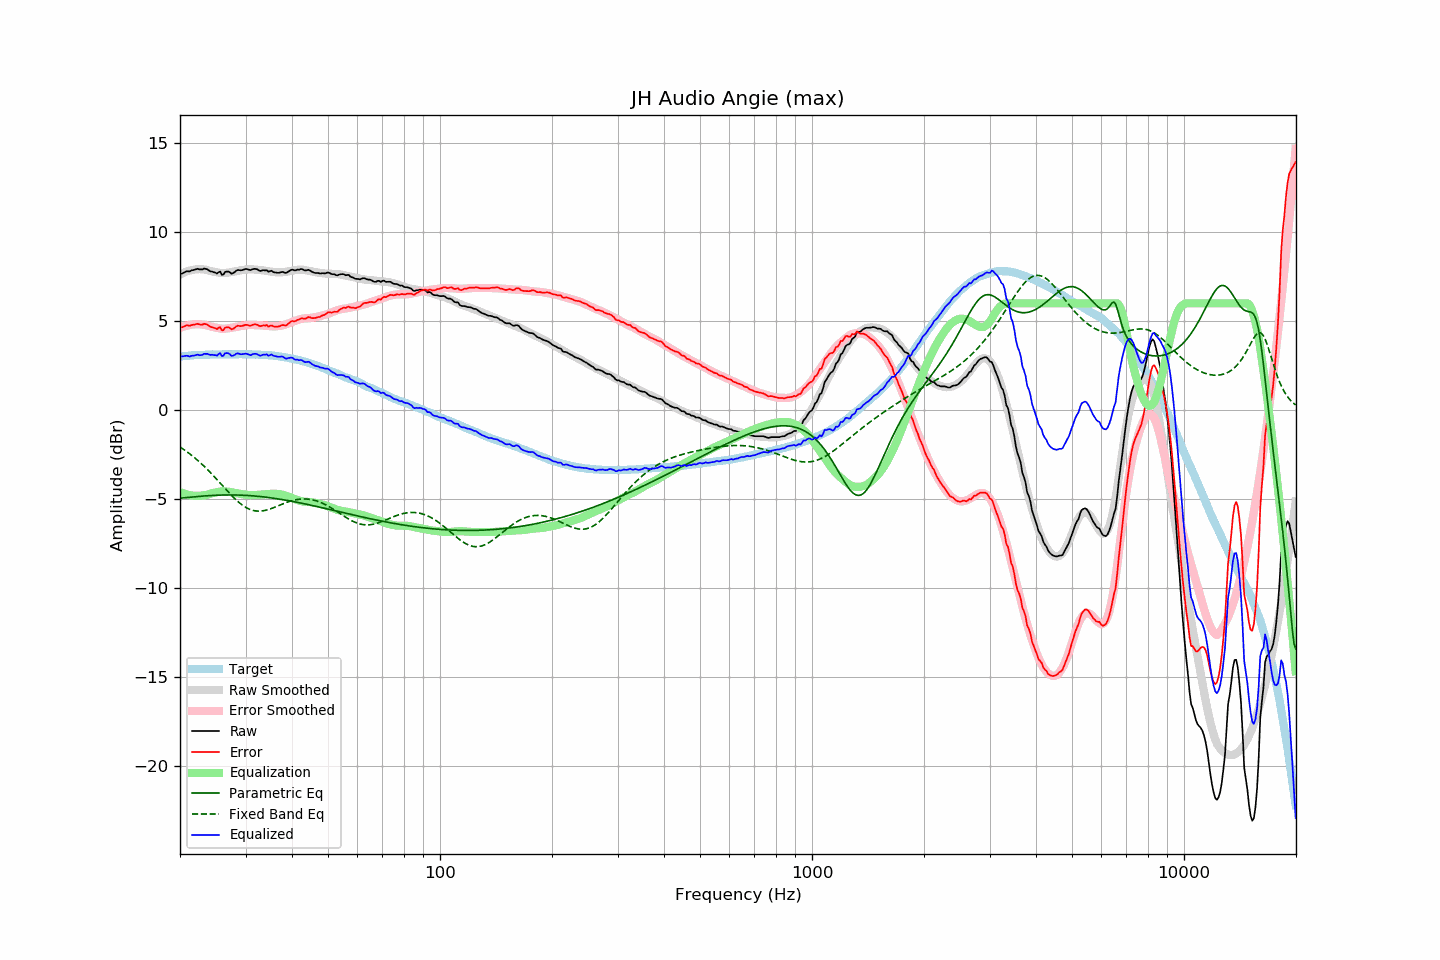 JH Audio Angie (max)
15
10
5
0
−5
−10
−15
−20
Amplitude (dBr)
Target
Raw Smoothed
Error Smoothed
Raw
Error
Equalization
Parametric Eq
Fixed Band Eq
Equalized
100
1000
10000
Frequency (Hz)